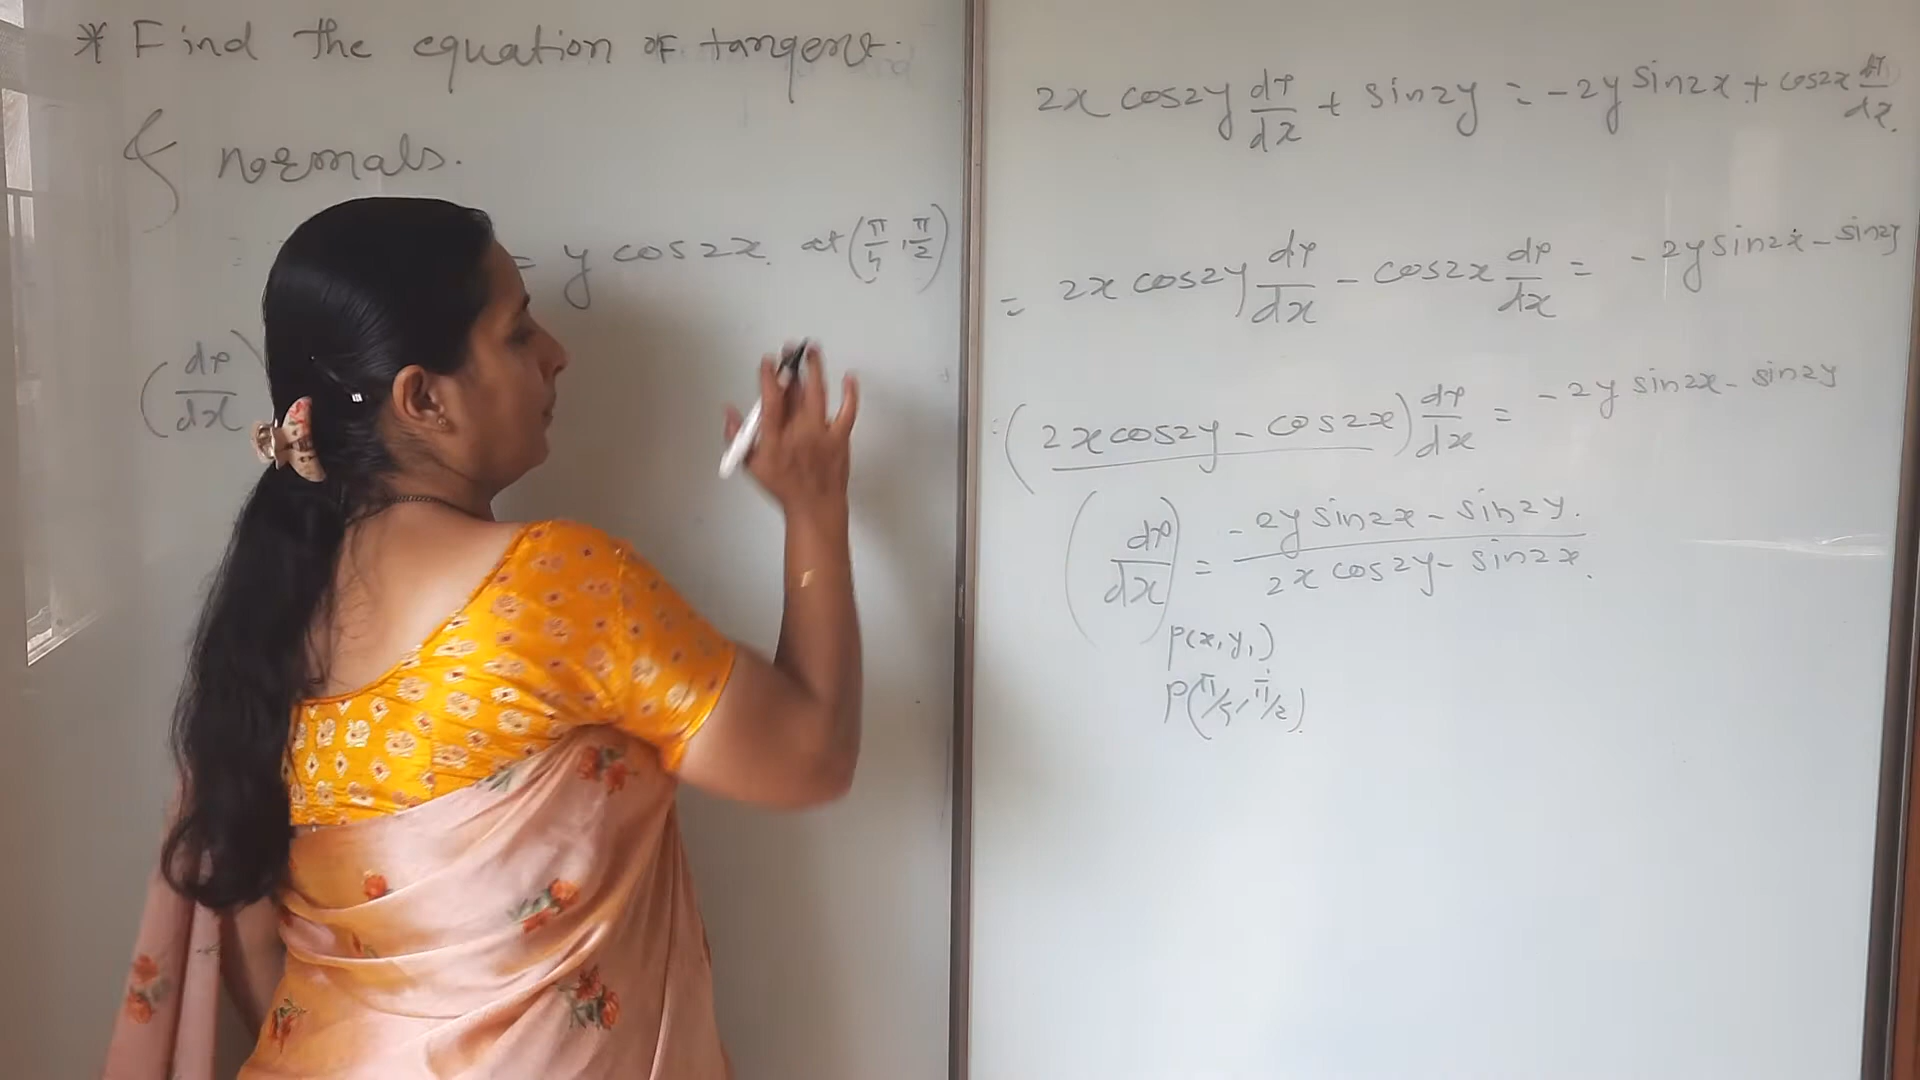 * Find the equation of tangent
& normals.
= y cos2x. at (π/4, π/2)
(dy/dx)
2x cos2y dy/dx + sin2y = -2y sin2x + cos2x dy/dx.
= 2x cos2y dy/dx - cos2x dy/dx = -2y sin2x - sin2y
= (2x cos2y - cos2x) dy/dx = -2y sin2x - sin2y
(dy/dx) = -2y sin2x - sin2y. / 2x cos2y - sin2x.
P(x, y,)
P(π/4, π/2).